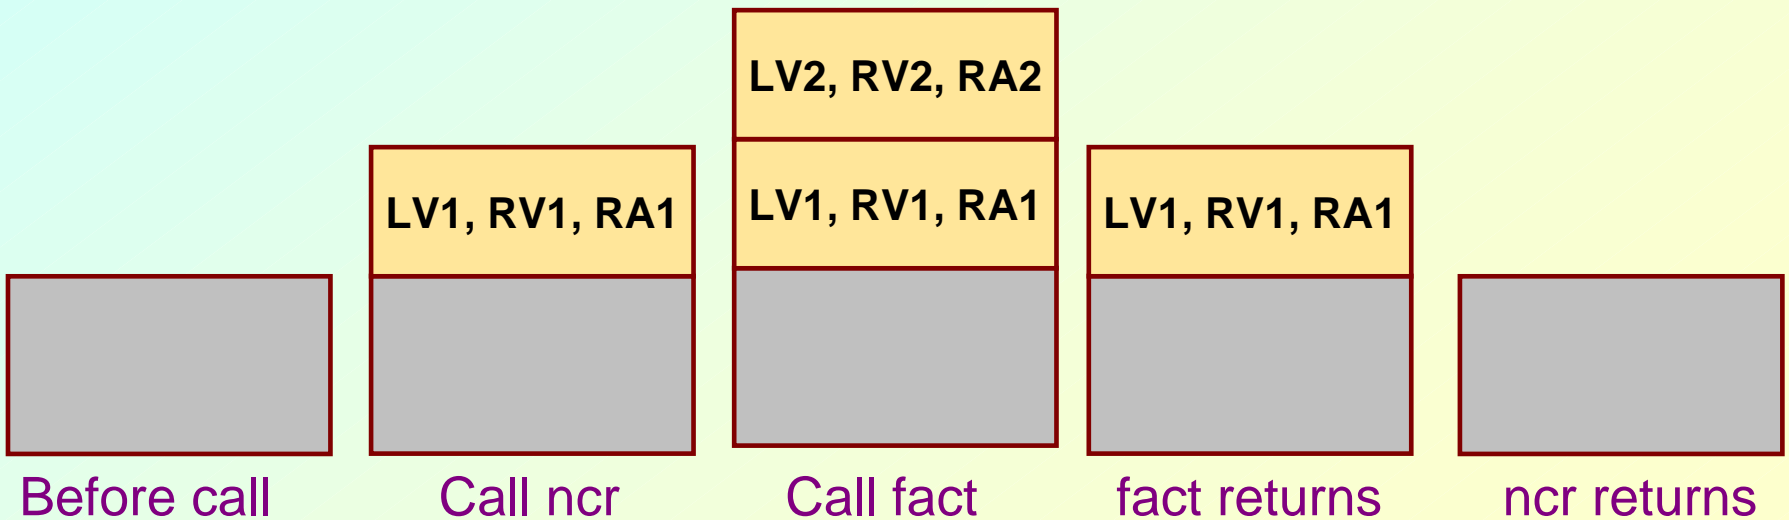 LV2, RV2, RA2
LV1, RV1, RA1
LV1, RV1, RA1
LV1, RV1, RA1
Before call
Call ncr
Call fact
fact returns
ncr returns